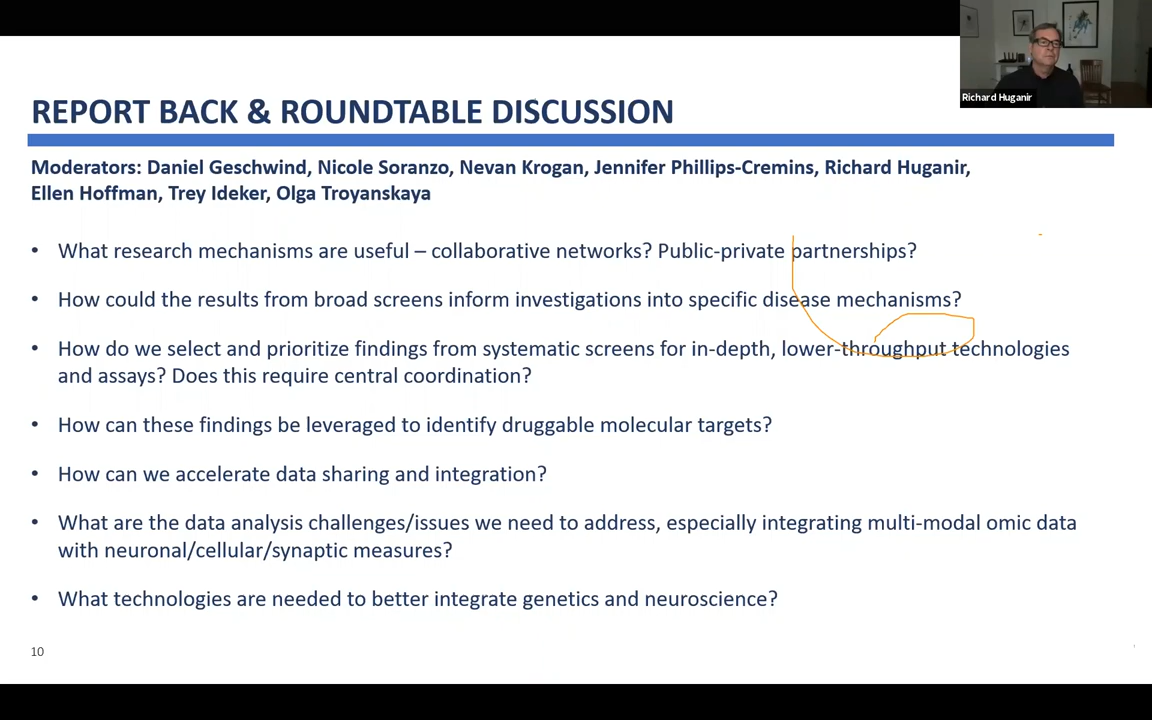 Richard Huganir
REPORT BACK & ROUNDTABLE DISCUSSION
Moderators: Daniel Geschwind, Nicole Soranzo, Nevan Krogan, Jennifer Phillips-Cremins, Richard Huganir,
Ellen Hoffman, Trey Ideker, Olga Troyanskaya
• What research mechanisms are useful – collaborative networks? Public-private partnerships?
• How could the results from broad screens inform investigations into specific disease mechanisms?
• How do we select and prioritize findings from systematic screens for in-depth, lower-throughput technologies
and assays? Does this require central coordination?
• How can these findings be leveraged to identify druggable molecular targets?
• How can we accelerate data sharing and integration?
• What are the data analysis challenges/issues we need to address, especially integrating multi-modal omic data
with neuronal/cellular/synaptic measures?
• What technologies are needed to better integrate genetics and neuroscience?
10